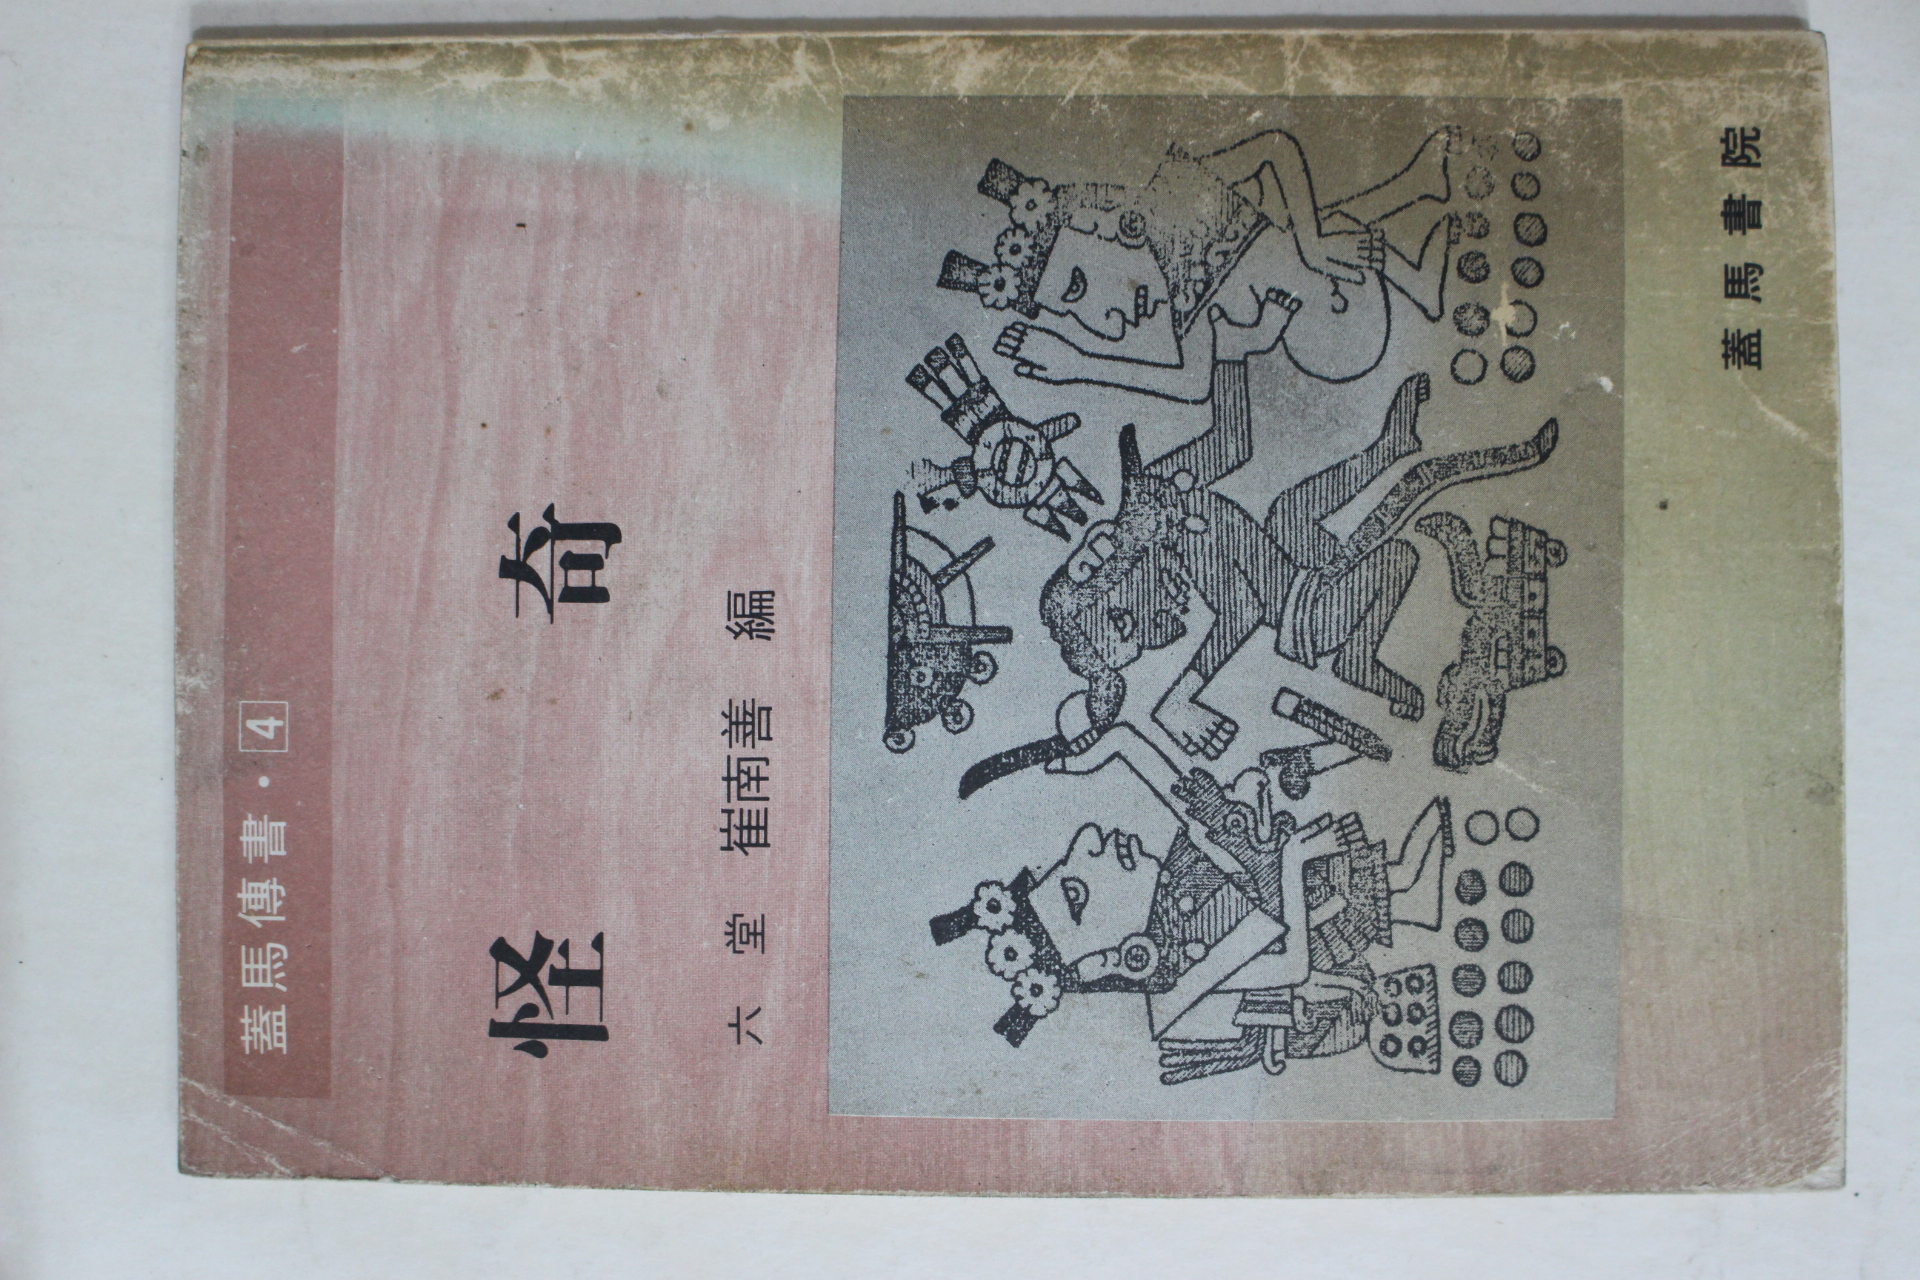 蓋馬傳書·4
怪奇
六堂 崔南善 編
蓋馬書院